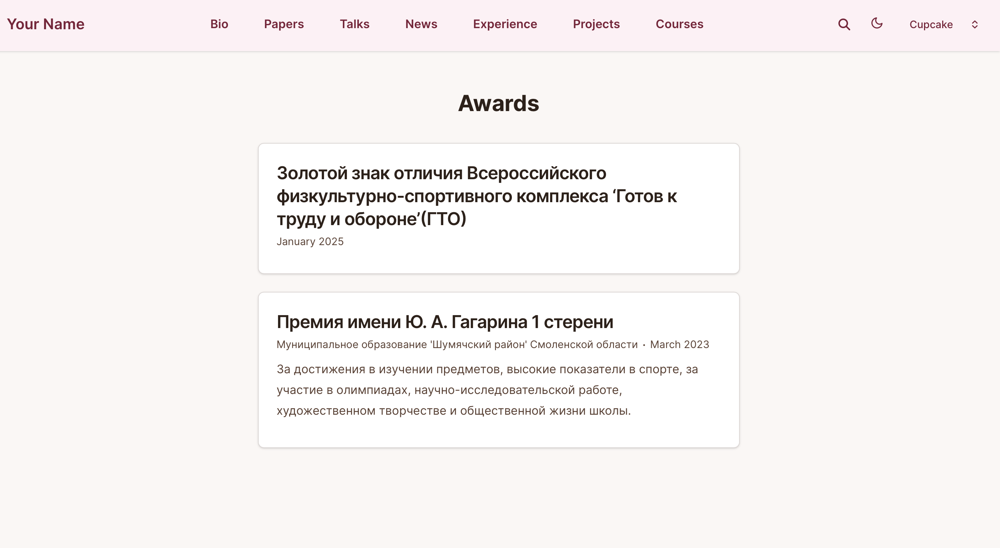 Your Name
Bio
Papers
Talks
News
Experience
Projects
Courses
Cupcake
Awards
Золотой знак отличия Всероссийского
физкультурно-спортивного комплекса ‘Готов к
труду и обороне’(ГТО)
January 2025
Премия имени Ю. А. Гагарина 1 стерени
Муниципальное образование 'Шумячский район' Смоленской области · March 2023
За достижения в изучении предметов, высокие показатели в спорте, за
участие в олимпиадах, научно-исследовательской работе,
художественном творчестве и общественной жизни школы.